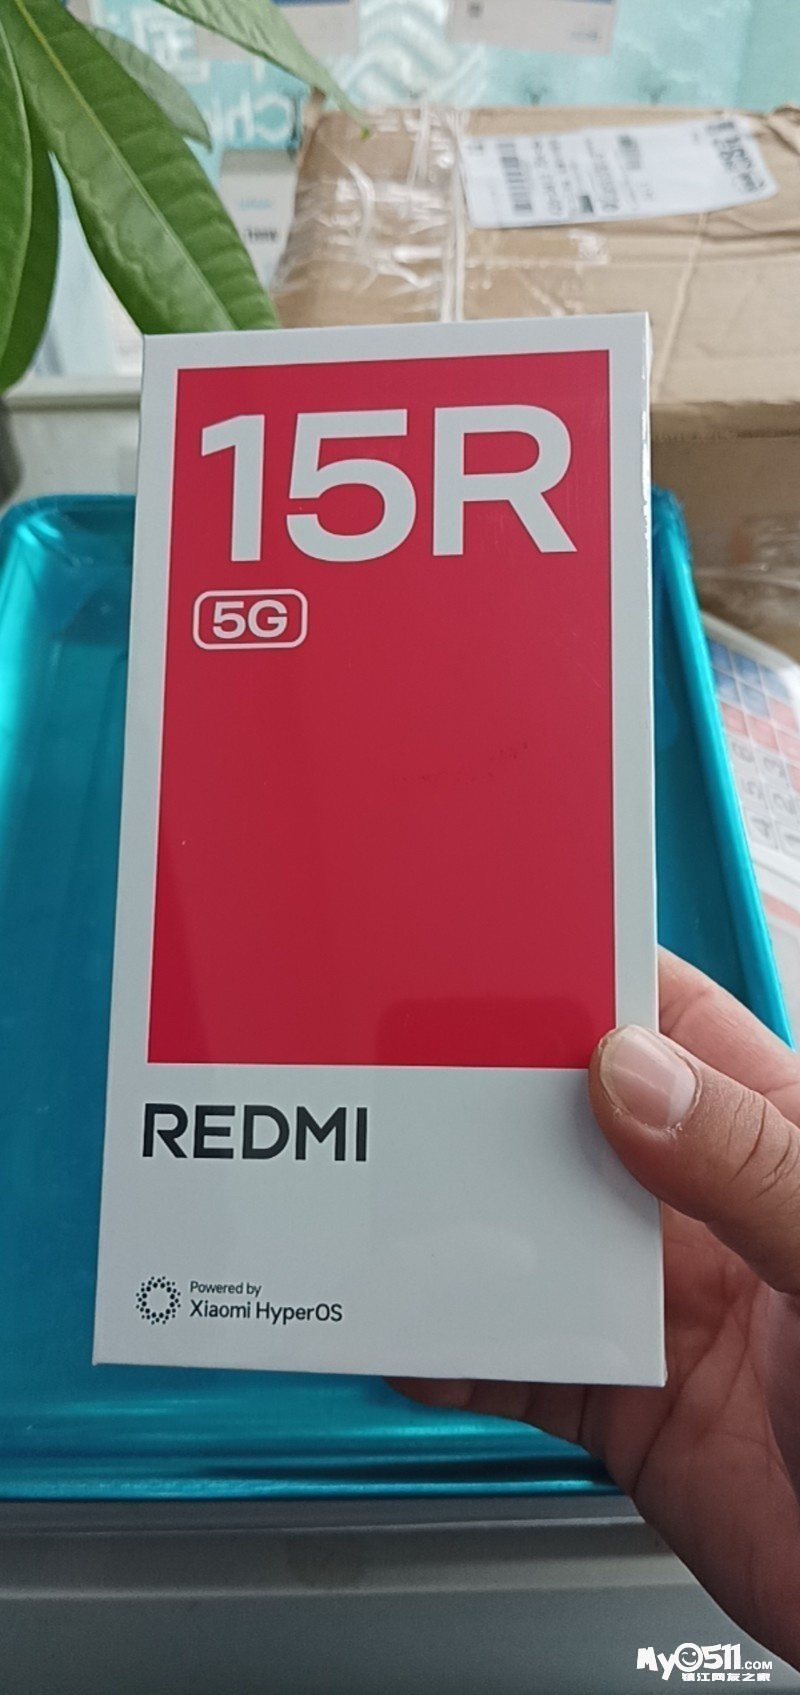 15R
5G
REDMI
Powered by
Xiaomi HyperOS
My0511.COM
镇江网友之家